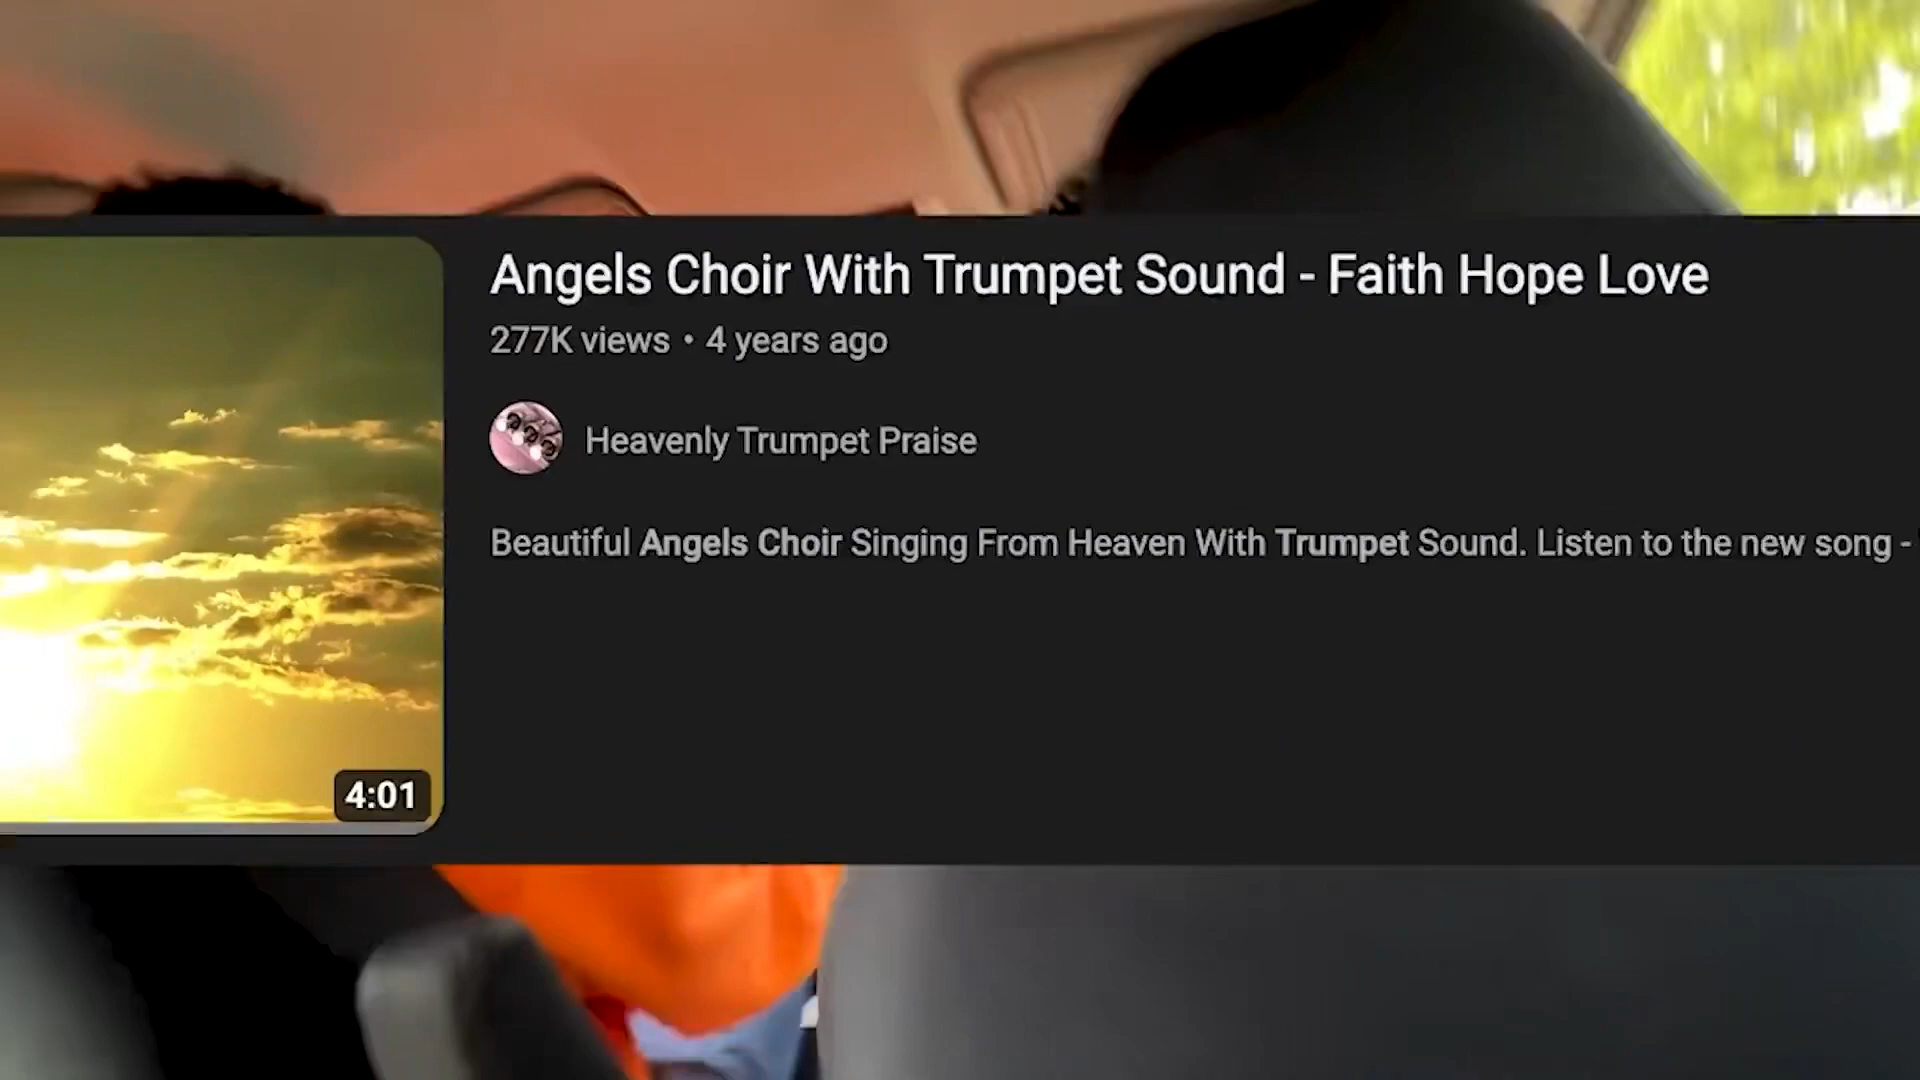 Angels Choir With Trumpet Sound - Faith Hope Love
277K views • 4 years ago
Heavenly Trumpet Praise
Beautiful Angels Choir Singing From Heaven With Trumpet Sound. Listen to the new song -
4:01